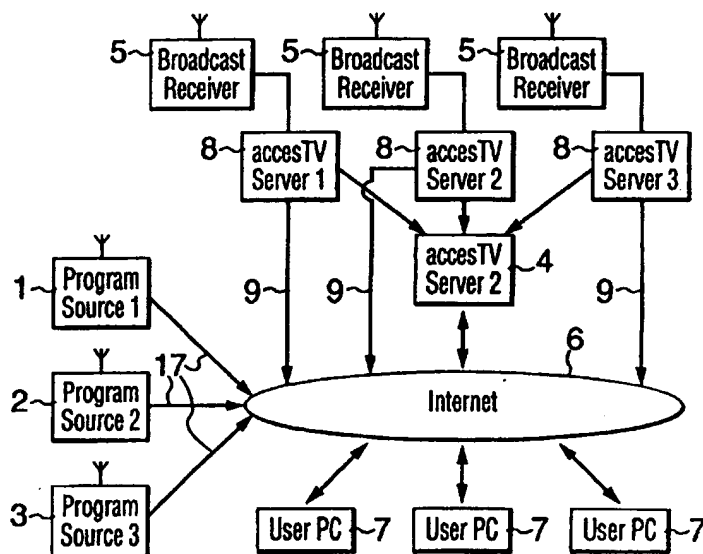 5 Broadcast Receiver 5 Broadcast Receiver 5 Broadcast Receiver
8 accesTV Server 1 8 accesTV Server 2 8 accesTV Server 3
accesTV Server 2 4
1 Program Source 1
9 9 9
17
6
2 Program Source 2
Internet
3 Program Source 3
User PC 7 User PC 7 User PC 7